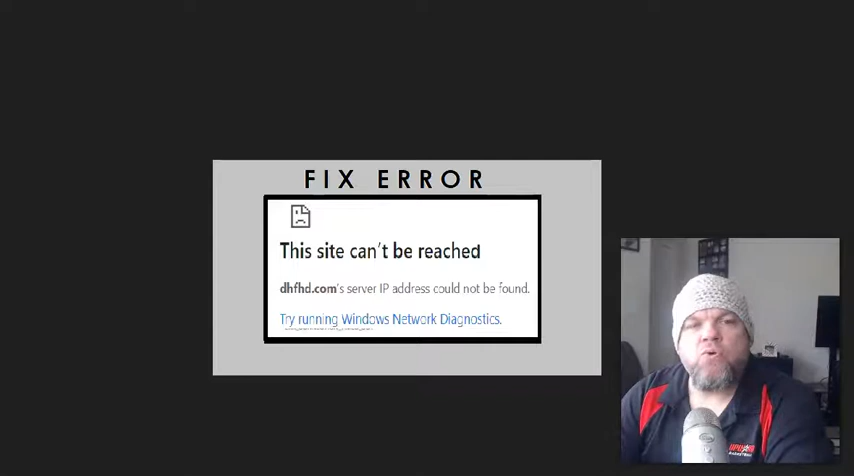 FIX ERROR
This site can't be reached
dhfhd.com's server IP address could not be found.
Try running Windows Network Diagnostics.